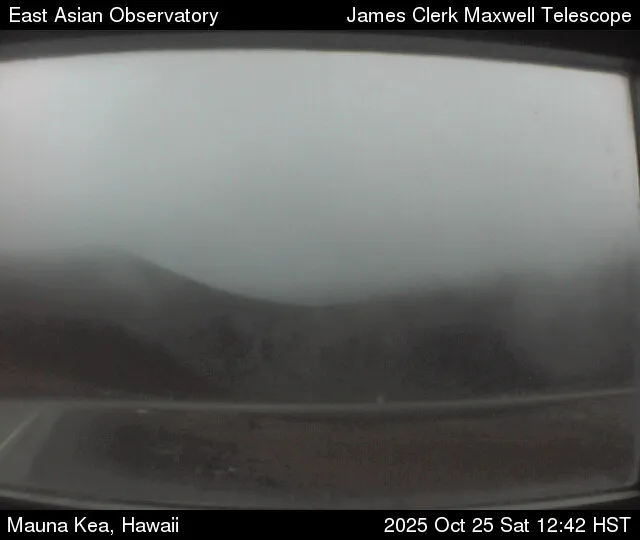 East Asian Observatory
James Clerk Maxwell Telescope
Mauna Kea, Hawaii
2025 Oct 25 Sat 12:42 HST